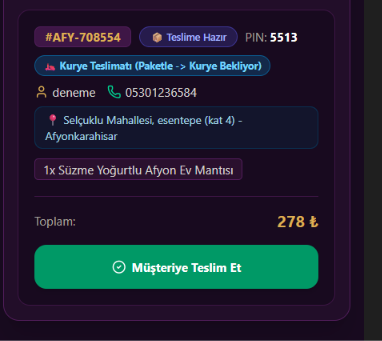 #AFY-708554 📦 Teslime Hazır PIN: 5513
🛵 Kurye Teslimatı (Paketle -> Kurye Bekliyor)
deneme 05301236584
📍 Selçuklu Mahallesi, esentepe (kat 4) -
Afyonkarahisar
1x Süzme Yoğurtlu Afyon Ev Mantısı
Toplam: 278 ₺
Müşteriye Teslim Et